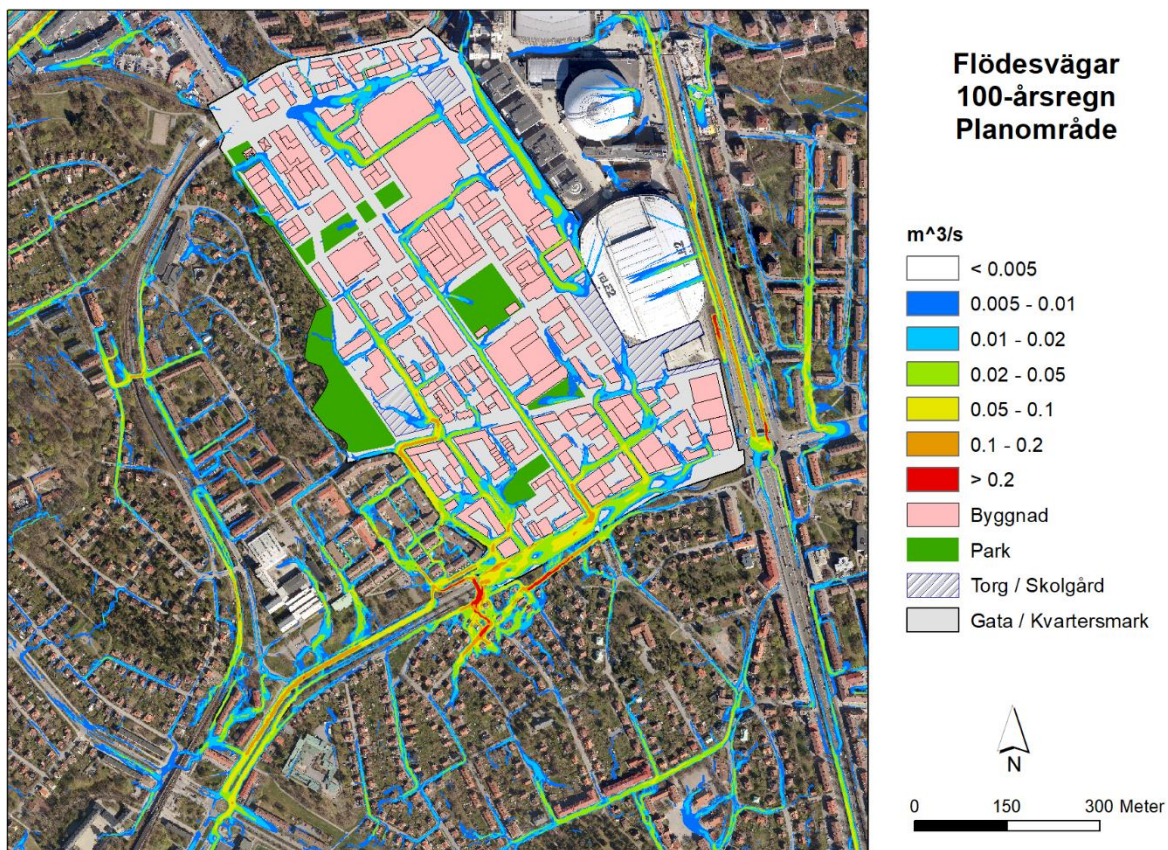 Flödesvägar
100-årsregn
Planområde
m^3/s
< 0.005
0.005 - 0.01
0.01 - 0.02
0.02 - 0.05
0.05 - 0.1
0.1 - 0.2
> 0.2
Byggnad
Park
Torg / Skolgård
Gata / Kvartersmark
N
0 150 300 Meter
TELE2